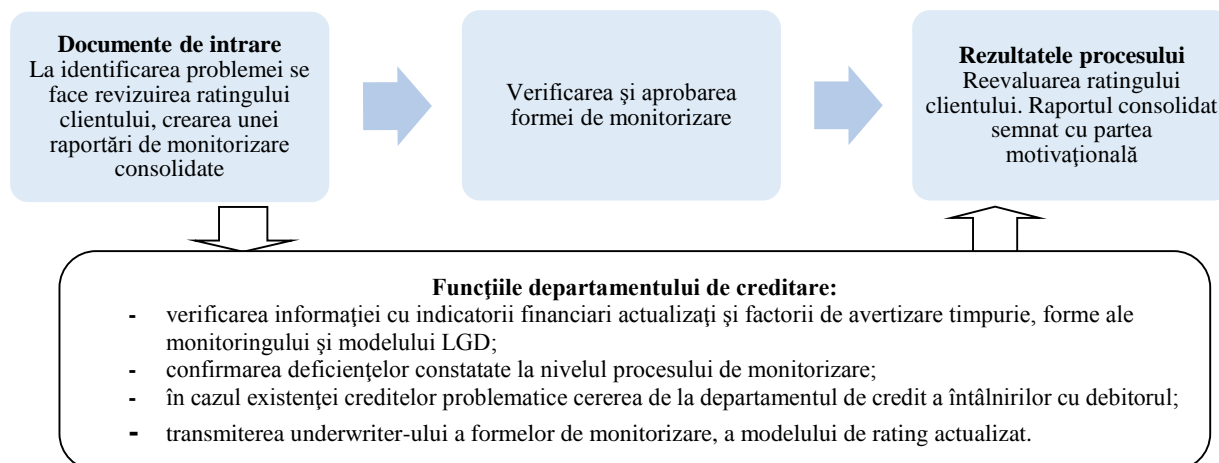 Documente de intrare
La identificarea problemei se
face revizuirea ratingului
clientului, crearea unei
raportări de monitorizare
consolidate
Verificarea şi aprobarea
formei de monitorizare
Rezultatele procesului
Reevaluarea ratingului
clientului. Raportul consolidat
semnat cu partea
motivaţională
Funcţiile departamentului de creditare:
- verificarea informaţiei cu indicatorii financiari actualizaţi şi factorii de avertizare timpurie, forme ale
monitoringului şi modelului LGD;
- confirmarea deficienţelor constatate la nivelul procesului de monitorizare;
- în cazul existenţei creditelor problematice cererea de la departamentul de credit a întâlnirilor cu debitorul;
- transmiterea underwriter-ului a formelor de monitorizare, a modelului de rating actualizat.